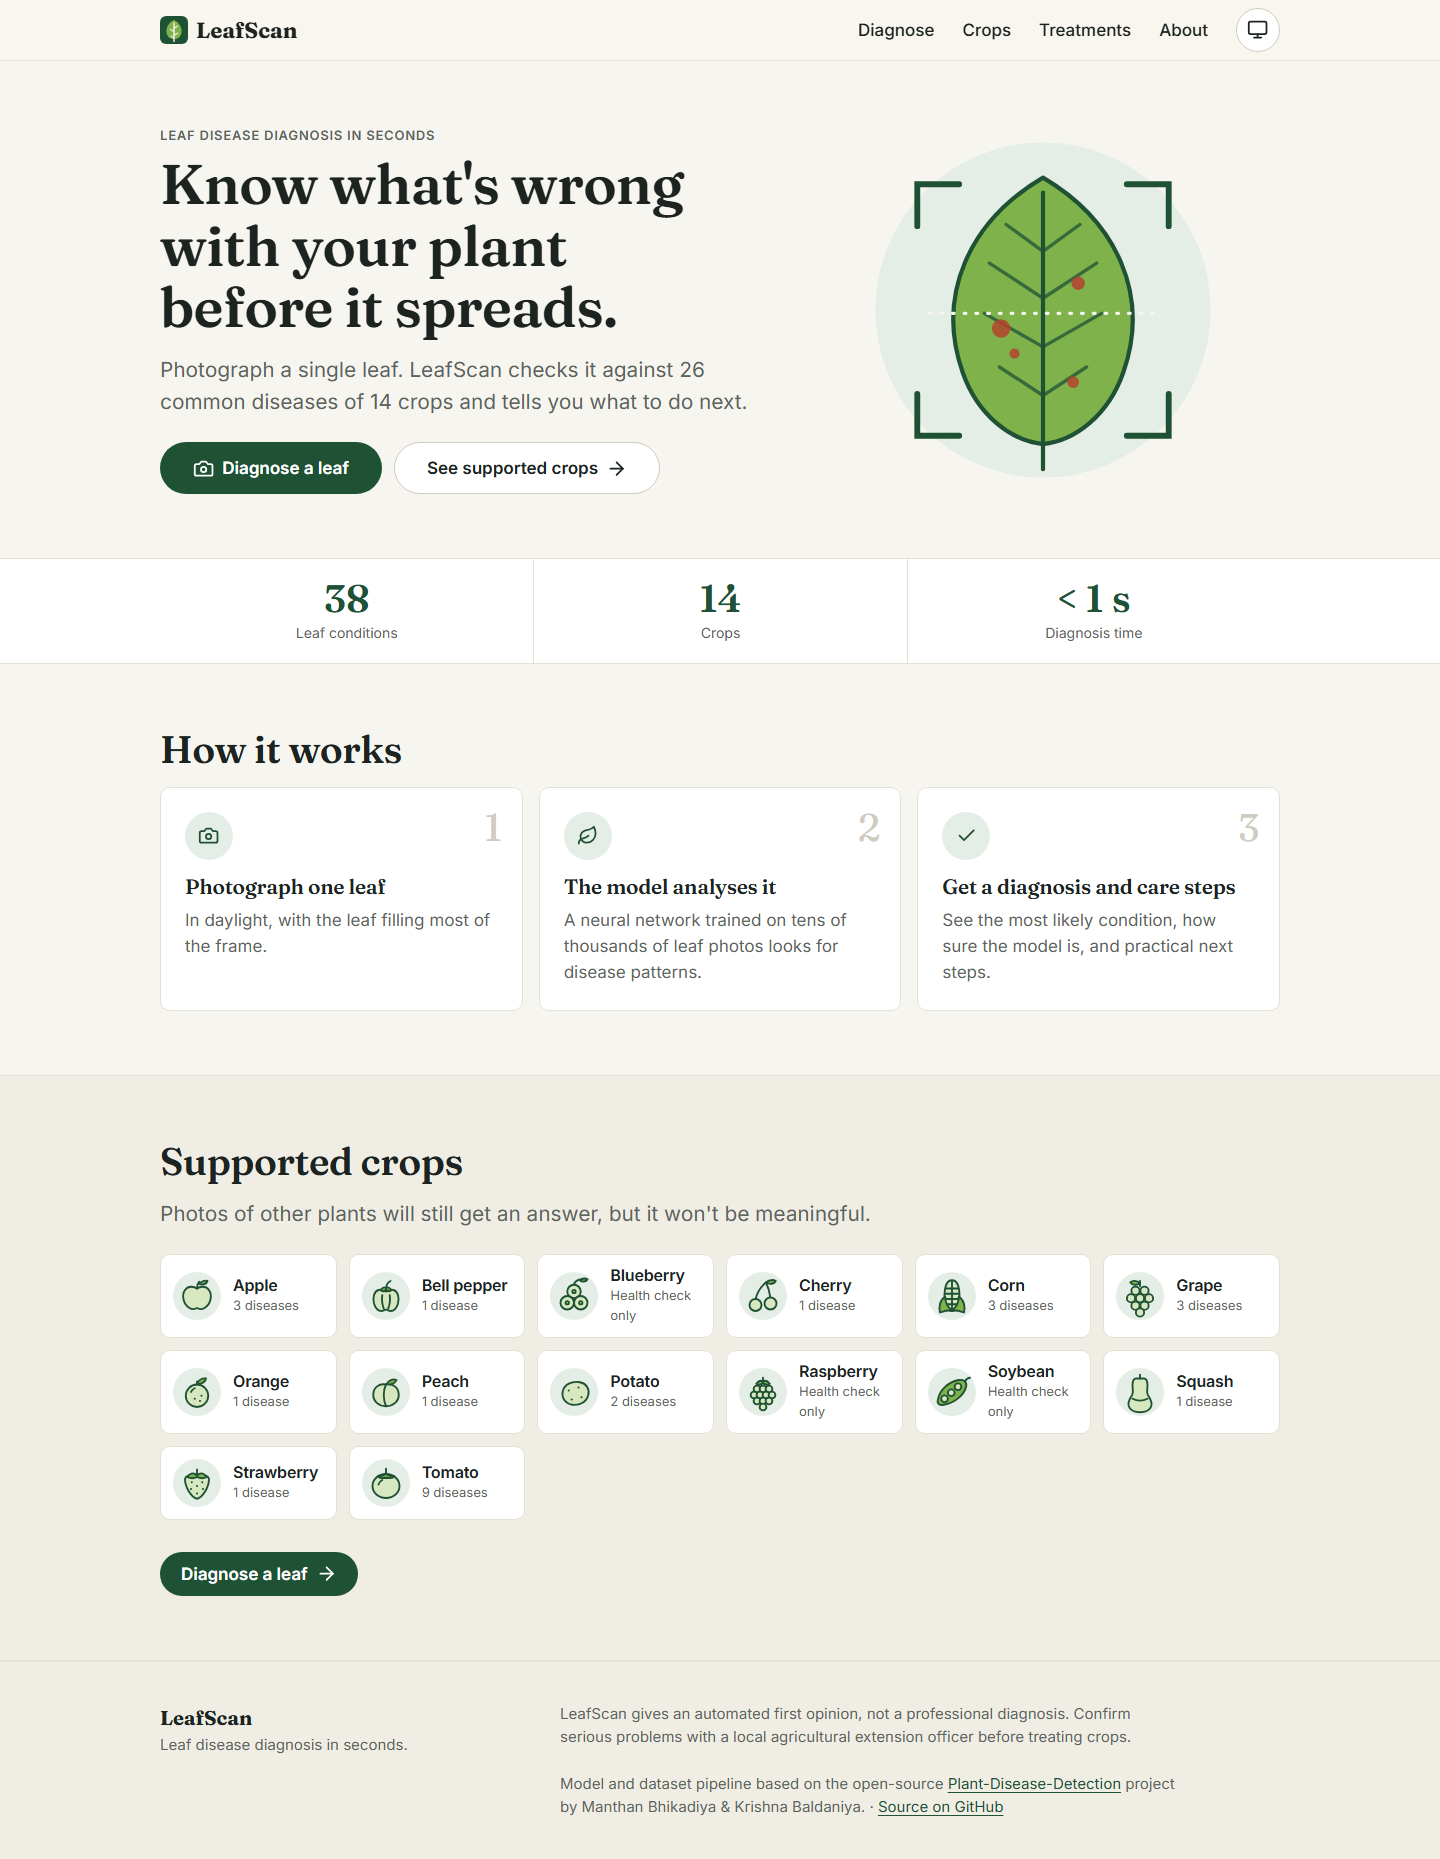 LeafScan
Diagnose
Crops
Treatments
About
LEAF DISEASE DIAGNOSIS IN SECONDS
Know what's wrong
with your plant
before it spreads.
Photograph a single leaf. LeafScan checks it against 26
common diseases of 14 crops and tells you what to do next.
Diagnose a leaf
See supported crops
38
Leaf conditions
14
Crops
< 1 s
Diagnosis time
How it works
1
Photograph one leaf
In daylight, with the leaf filling most of
the frame.
2
The model analyses it
A neural network trained on tens of
thousands of leaf photos looks for
disease patterns.
3
Get a diagnosis and care steps
See the most likely condition, how
sure the model is, and practical next
steps.
Supported crops
Photos of other plants will still get an answer, but it won't be meaningful.
Apple
3 diseases
Bell pepper
1 disease
Blueberry
Health check
only
Cherry
1 disease
Corn
3 diseases
Grape
3 diseases
Orange
1 disease
Peach
1 disease
Potato
2 diseases
Raspberry
Health check
only
Soybean
Health check
only
Squash
1 disease
Strawberry
1 disease
Tomato
9 diseases
Diagnose a leaf
LeafScan
Leaf disease diagnosis in seconds.
LeafScan gives an automated first opinion, not a professional diagnosis. Confirm
serious problems with a local agricultural extension officer before treating crops.
Model and dataset pipeline based on the open-source Plant-Disease-Detection project
by Manthan Bhikadiya & Krishna Baldaniya. · Source on GitHub